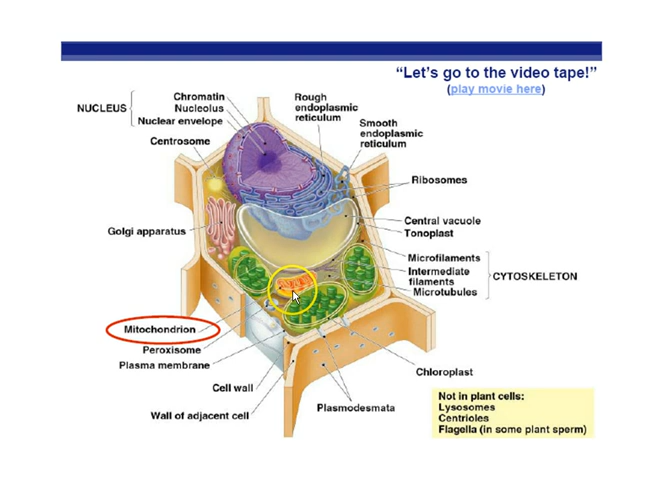 “Let’s go to the video tape!”
(play movie here)
NUCLEUS
Chromatin
Nucleolus
Nuclear envelope
Centrosome
Rough
endoplasmic
reticulum
Smooth
endoplasmic
reticulum
Ribosomes
Golgi apparatus
Central vacuole
Tonoplast
Microfilaments
Intermediate
filaments
Microtubules
CYTOSKELETON
Mitochondrion
Peroxisome
Plasma membrane
Chloroplast
Cell wall
Wall of adjacent cell
Plasmodesmata
Not in plant cells:
Lysosomes
Centrioles
Flagella (in some plant sperm)